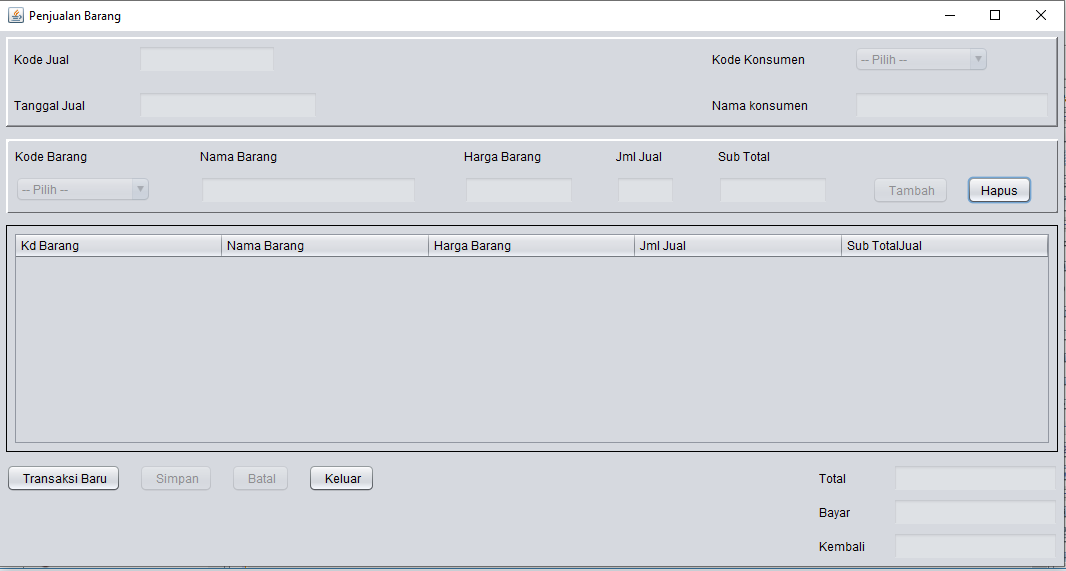 Penjualan Barang
Kode Jual Kode Konsumen -- Pilih --
Tanggal Jual Nama konsumen
Kode Barang Nama Barang Harga Barang Jml Jual Sub Total
-- Pilih -- Tambah Hapus
Kd Barang Nama Barang Harga Barang Jml Jual Sub TotalJual
Transaksi Baru Simpan Batal Keluar Total
Bayar
Kembali